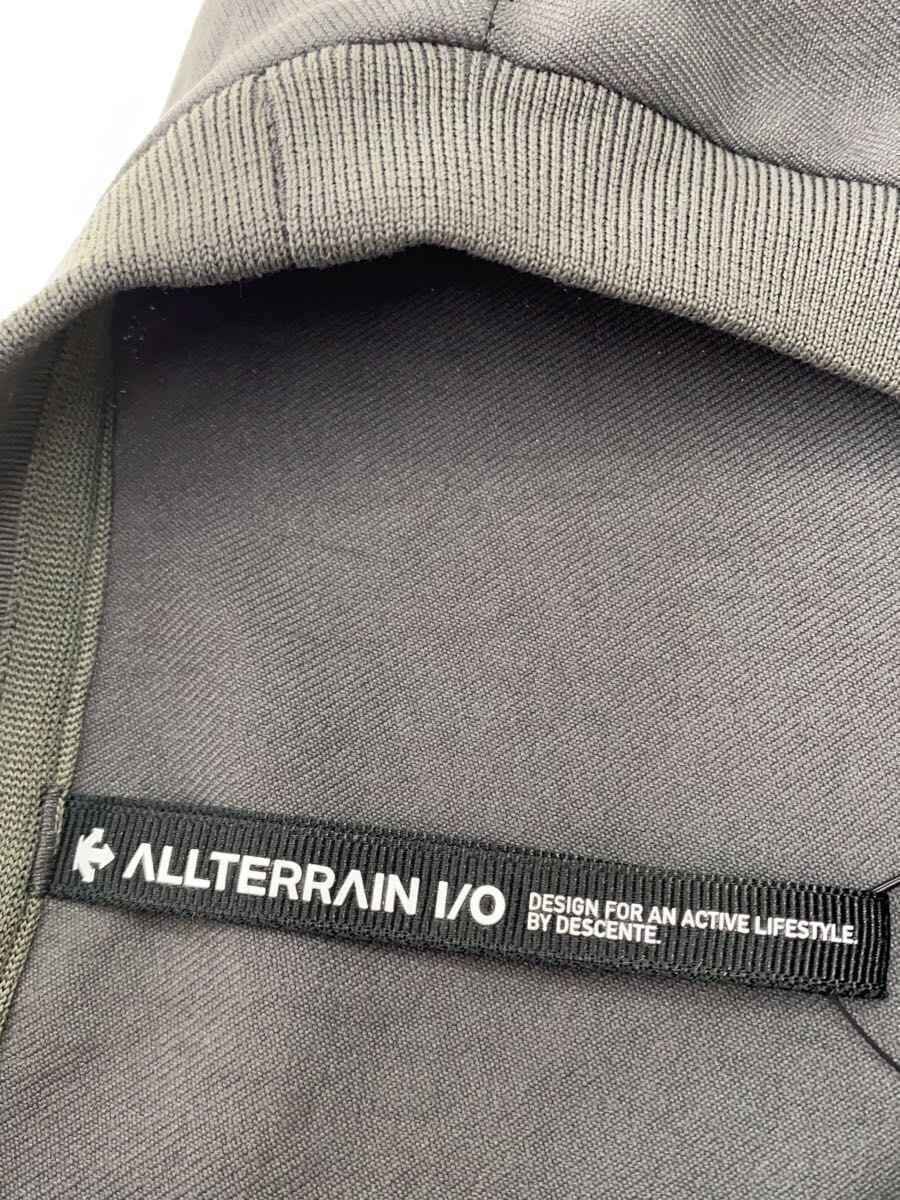 ALLTERRAIN I/O
DESIGN FOR AN ACTIVE LIFESTYLE.
BY DESCENTE.